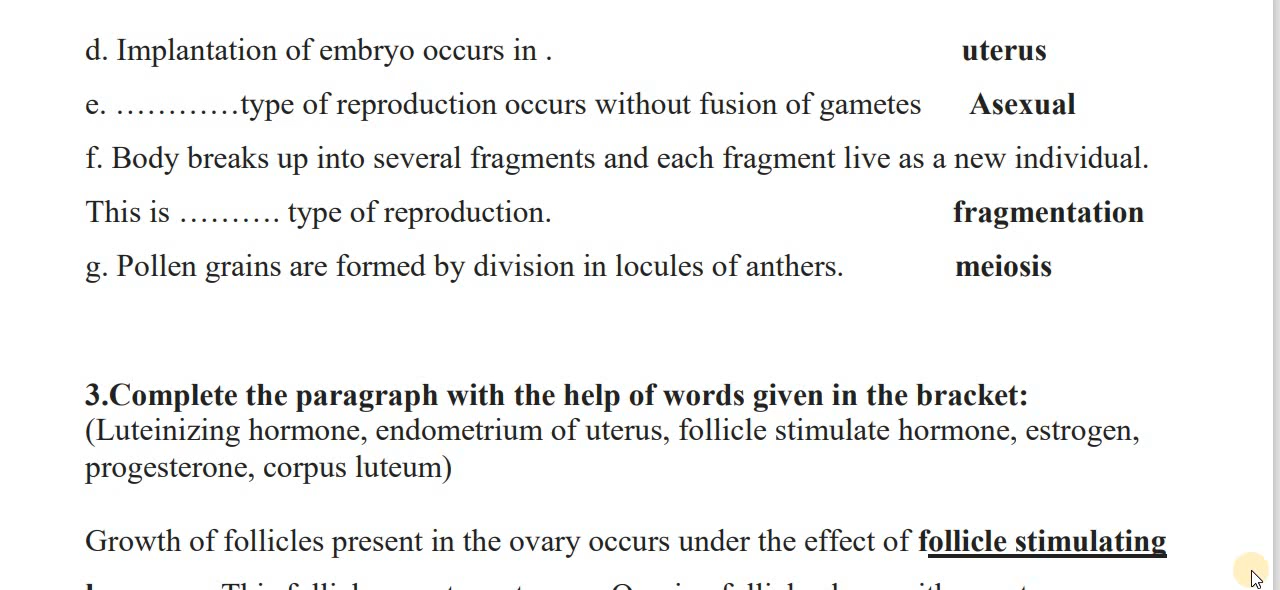 d. Implantation of embryo occurs in . uterus
e. …………type of reproduction occurs without fusion of gametes Asexual
f. Body breaks up into several fragments and each fragment live as a new individual.
This is ………. type of reproduction. fragmentation
g. Pollen grains are formed by division in locules of anthers. meiosis
3.Complete the paragraph with the help of words given in the bracket:
(Luteinizing hormone, endometrium of uterus, follicle stimulate hormone, estrogen,
progesterone, corpus luteum)
Growth of follicles present in the ovary occurs under the effect of follicle stimulating